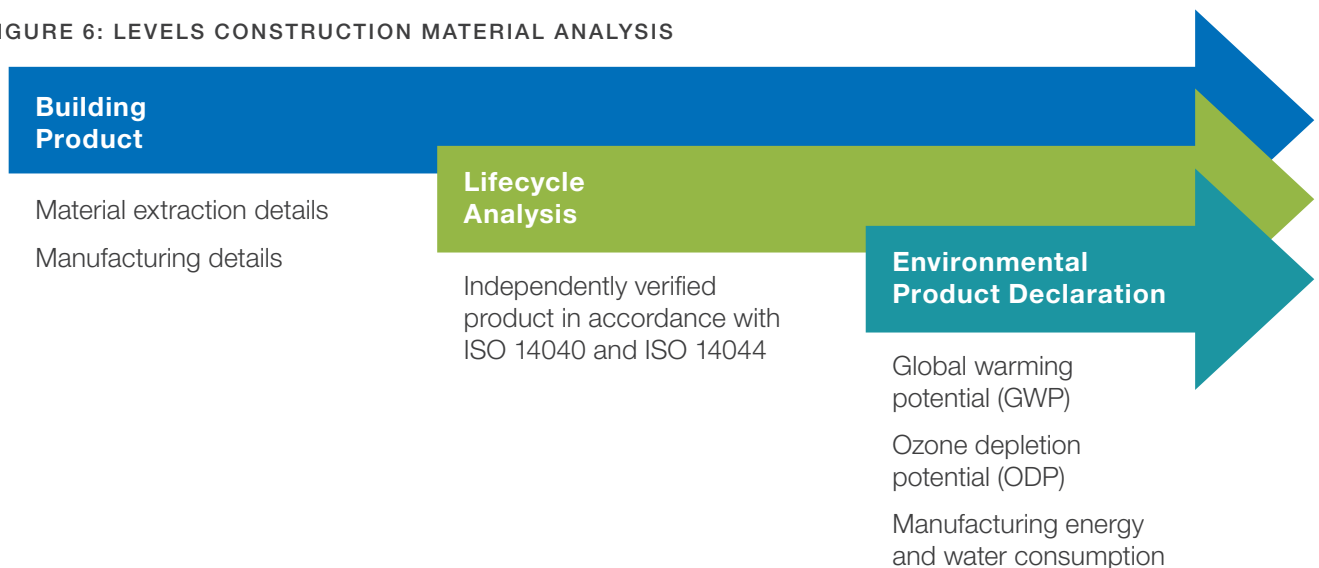 IGURE 6: LEVELS CONSTRUCTION MATERIAL ANALYSIS
Building
Product
Material extraction details
Manufacturing details
Lifecycle
Analysis
Independently verified
product in accordance with
ISO 14040 and ISO 14044
Environmental
Product Declaration
Global warming
potential (GWP)
Ozone depletion
potential (ODP)
Manufacturing energy
and water consumption